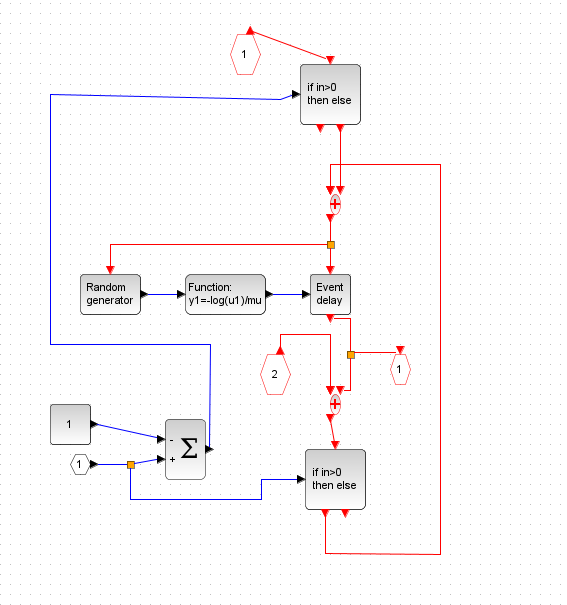 1
if in>0
then else
+
Random
generator
Function:
y1=-log(u1)/mu
Event
delay
2
1
+
1
-
Σ
+
1
if in>0
then else